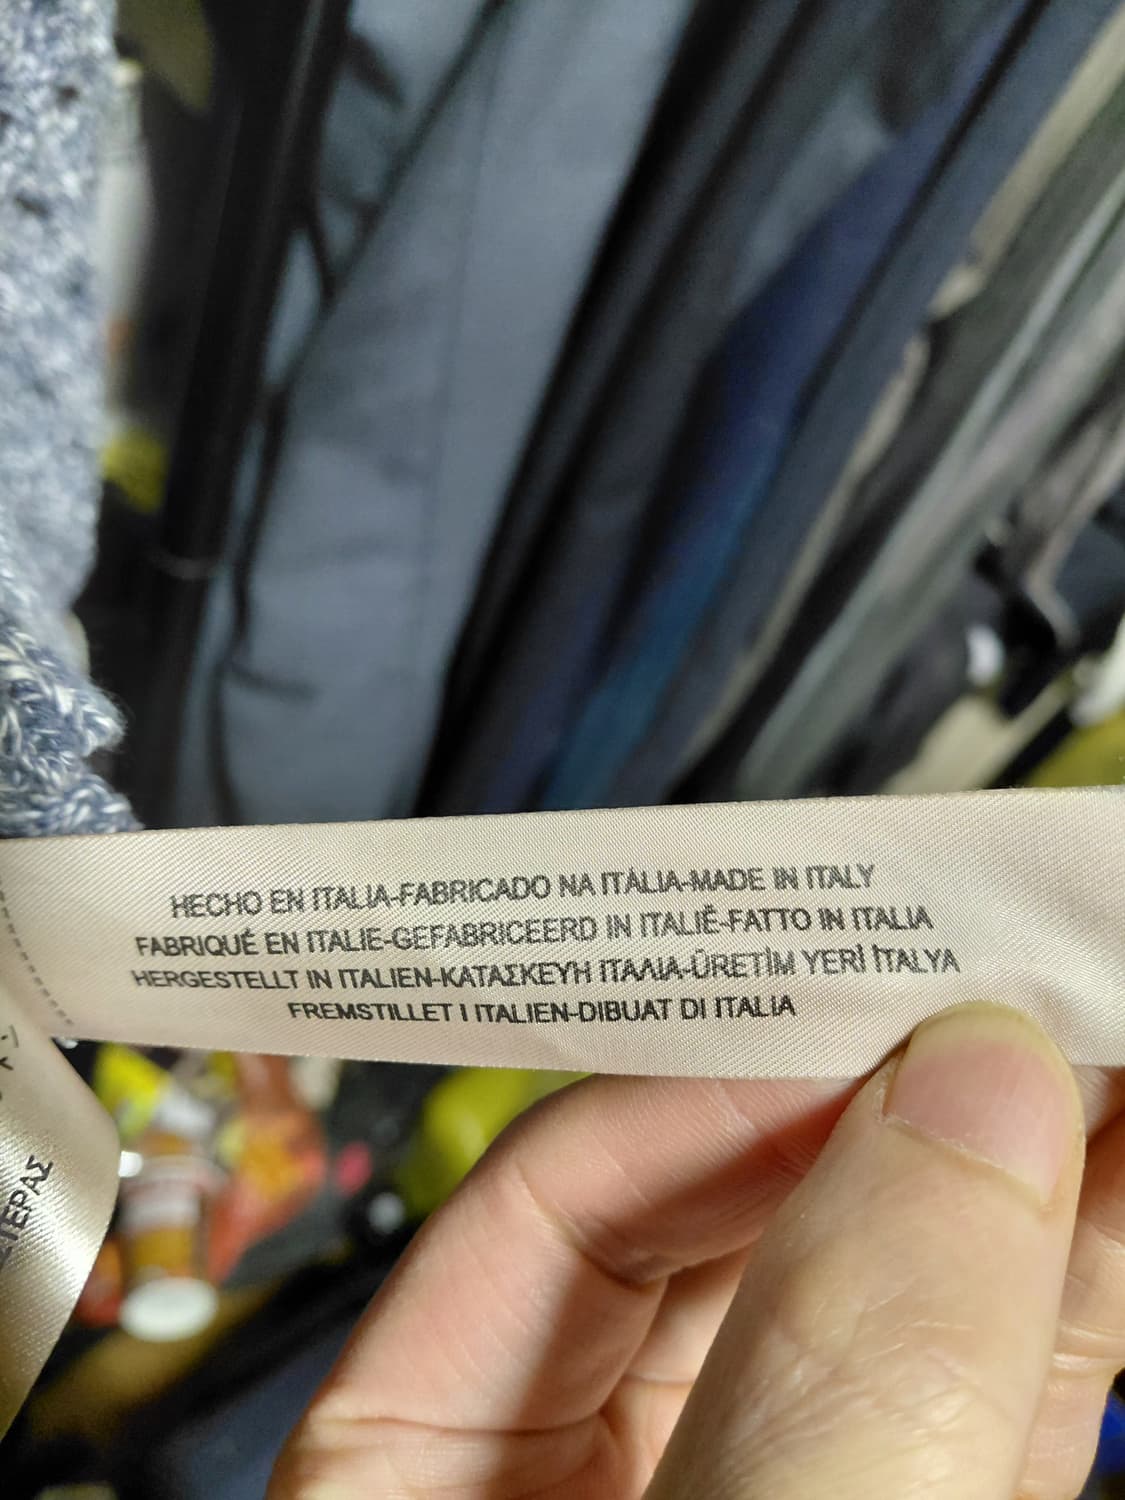 HECHO EN ITALIA-FABRICADO NA ITÁLIA-MADE IN ITALY
FABRIQUÉ EN ITALIE-GEFABRICEERD IN ITALIË-FATTO IN ITALIA
HERGESTELLT IN ITALIEN-ΚΑΤΑΣΚΕΥΗ ΙΤΑΛΙΑ-ÜRETİM YERİ İTALYA
FREMSTILLET I ITALIEN-DIBUAT DI ITALIA